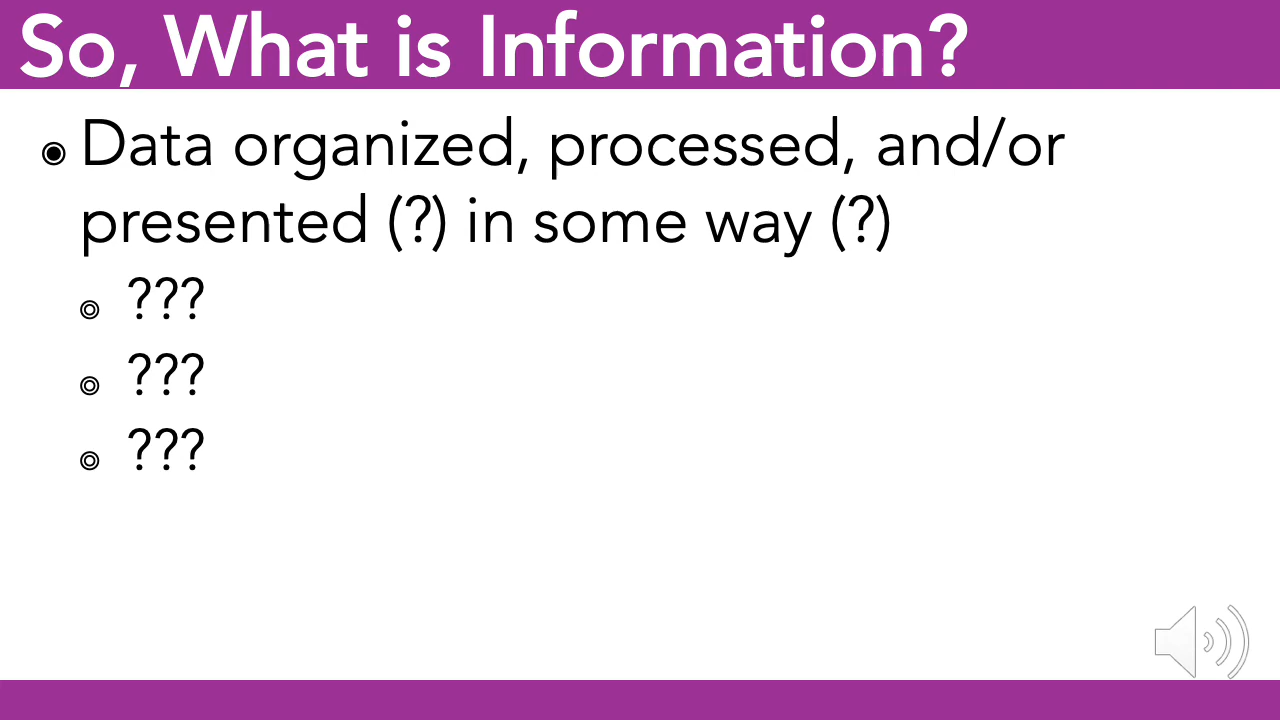 So, What is Information?
Data organized, processed, and/or
presented (?) in some way (?)
???
???
???